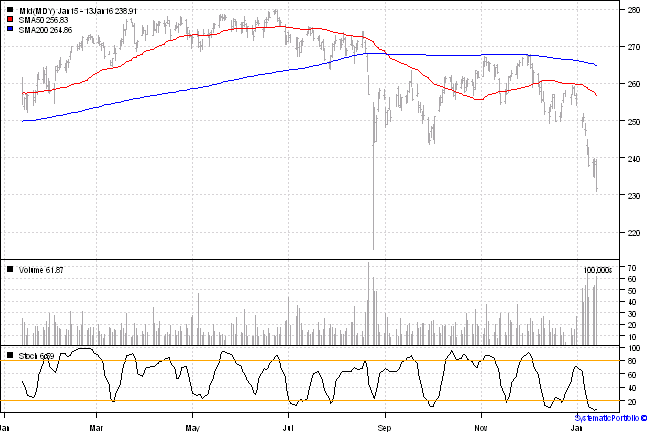 Mid(MDY) Jan15 - 13Jan16 238.91
SMA50 256.83
SMA200 264.86
280
270
260
250
240
230
220
Volume 61.87
100,000s
70
60
50
40
30
20
10
Stoch 6.59
100
80
60
40
20
Jan
Mar
May
Jul
Sep
Nov
Jan
SystematicPortfolio ©